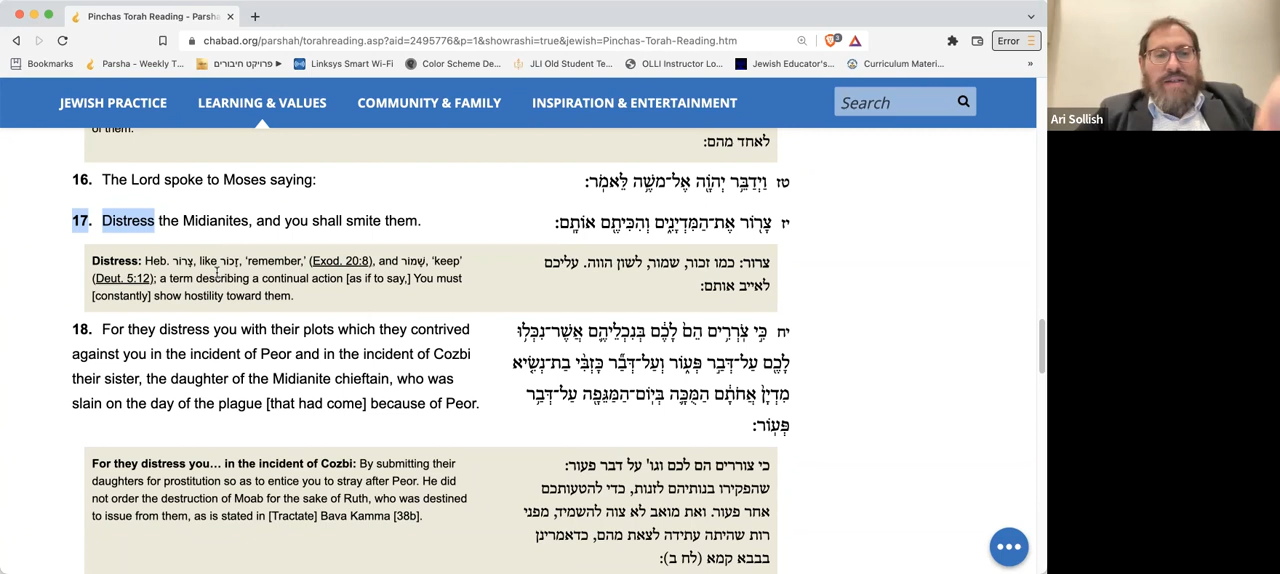 Pinchas Torah Reading - Parsha
chabad.org/parshah/torahreading.asp?aid=2495776&p=1&showrashi=true&jewish=Pinchas-Torah-Reading.htm
Error
Bookmarks
Parsha - Weekly T...
פרויקט חיבורים
Linksys Smart Wi-Fi
Color Scheme De...
JLI Old Student Te...
OLLI Instructor Lo...
Jewish Educator's...
Curriculum Materi...
JEWISH PRACTICE
LEARNING & VALUES
COMMUNITY & FAMILY
INSPIRATION & ENTERTAINMENT
Search
Ari Sollish
of them.
לאחד מהם:
16. The Lord spoke to Moses saying:
טז וַיְדַבֵּ֥ר יְהֹוָ֖ה אֶל־משֶׁ֥ה לֵּאמֹֽר:
17. Distress the Midianites, and you shall smite them.
יז צָר֖וֹר אֶת־הַמִּדְיָנִ֑ים וְהִכִּיתֶ֖ם אוֹתָֽם:
Distress: Heb. צָרוֹר, like זָכוֹר, 'remember,' (Exod. 20:8), and שָׁמוֹר, 'keep'
(Deut. 5:12); a term describing a continual action [as if to say,] You must
[constantly] show hostility toward them.
צרור: כמו זכור, שמור, לשון הווה. עליכם
לאייב אותם:
18. For they distress you with their plots which they contrived
against you in the incident of Peor and in the incident of Cozbi
their sister, the daughter of the Midianite chieftain, who was
slain on the day of the plague [that had come] because of Peor.
יח כִּ֣י צֹֽרְרִ֥ים הֵם֙ לָכֶ֔ם בְּנִכְלֵיהֶ֛ם אֲשֶׁר־נִכְּל֥וּ
לָכֶ֖ם עַל־דְּבַ֣ר פְּע֑וֹר וְעַל־דְּבַ֞ר כָּזְבִּ֨י בַת־נְשִׂ֤יא
מִדְיָן֙ אֲחֹתָ֔ם הַמֻּכָּ֥ה בְיֽוֹם־הַמַּגֵּפָ֖ה עַל־דְּבַ֥ר
פְּעֽוֹר:
For they distress you… in the incident of Cozbi: By submitting their
daughters for prostitution so as to entice you to stray after Peor. He did
not order the destruction of Moab for the sake of Ruth, who was destined
to issue from them, as is stated in [Tractate] Bava Kamma [38b].
כי צוררים הם לכם וגו' על דבר פעור:
שהפקירו בנותיהם לזנות, כדי להטעותכם
אחר פעור. ואת מואב לא צוה להשמיד, מפני
רות שהיתה עתידה לצאת מהם, כדאמרינן
בבבא קמא (לח ב):